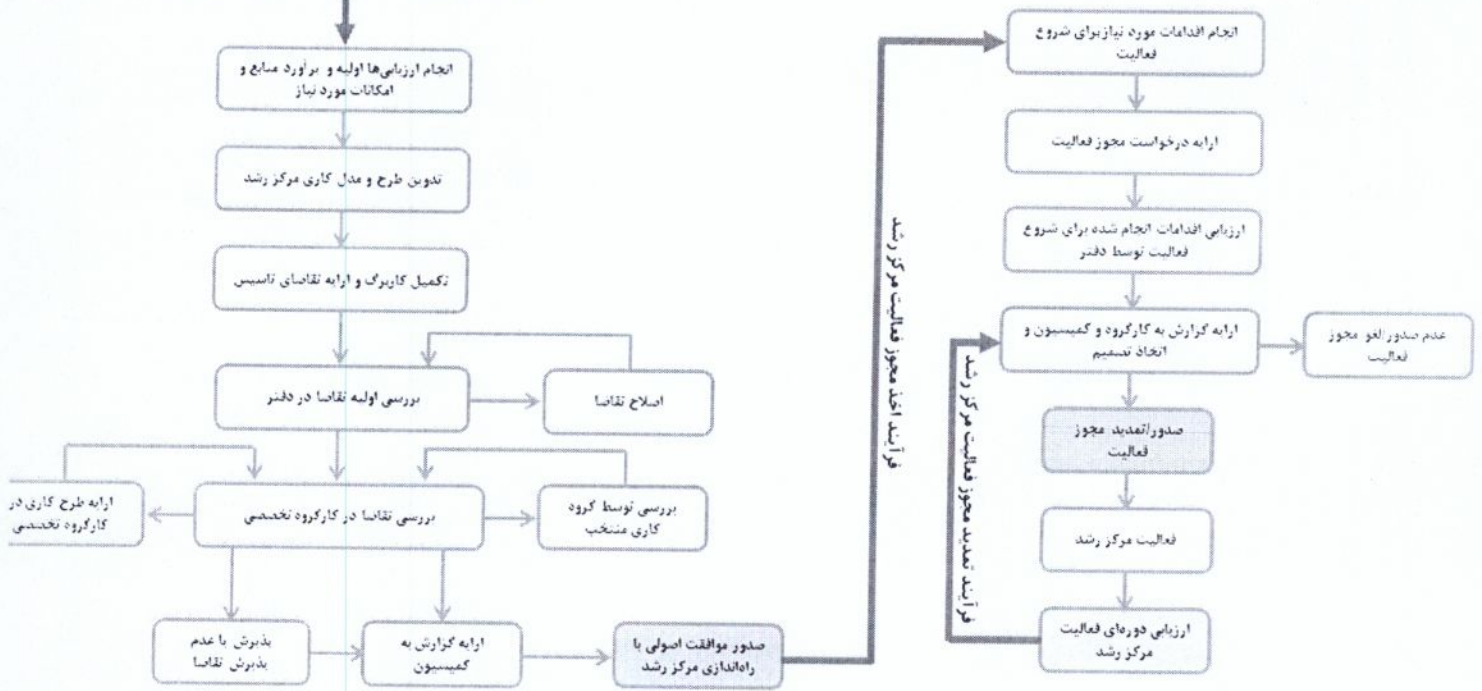 انجام ارزیابی‌ها اولیه و برآورد منابع و
امکانات مورد نیاز
تدوین طرح و مدل کاری مرکز رشد
تکمیل کاربرگ و ارایه تقاضای تاسیس
بررسی اولیه تقاضا در دفتر
اصلاح تقاضا
ارایه طرح کاری در
کارگروه تخصصی
بررسی تقاضا در کارگروه تخصصی
بررسی توسط گروه
کاری منتخب
پذیرش یا عدم
پذیرش تقاضا
ارایه گزارش به
کمیسیون
صدور موافقت اصولی با
راه‌اندازی مرکز رشد
فرآیند اخذ مجوز فعالیت مرکز رشد
انجام اقدامات مورد نیاز برای شروع
فعالیت
ارایه درخواست مجوز فعالیت
ارزیابی اقدامات انجام شده برای شروع
فعالیت توسط دفتر
ارایه گزارش به کارگروه و کمیسیون و
اتخاذ تصمیم
عدم صدور/لغو مجوز
فعالیت
صدور/تمدید مجوز
فعالیت
فعالیت مرکز رشد
ارزیابی دوره‌ای فعالیت
مرکز رشد
فرآیند تمدید مجوز فعالیت مرکز رشد